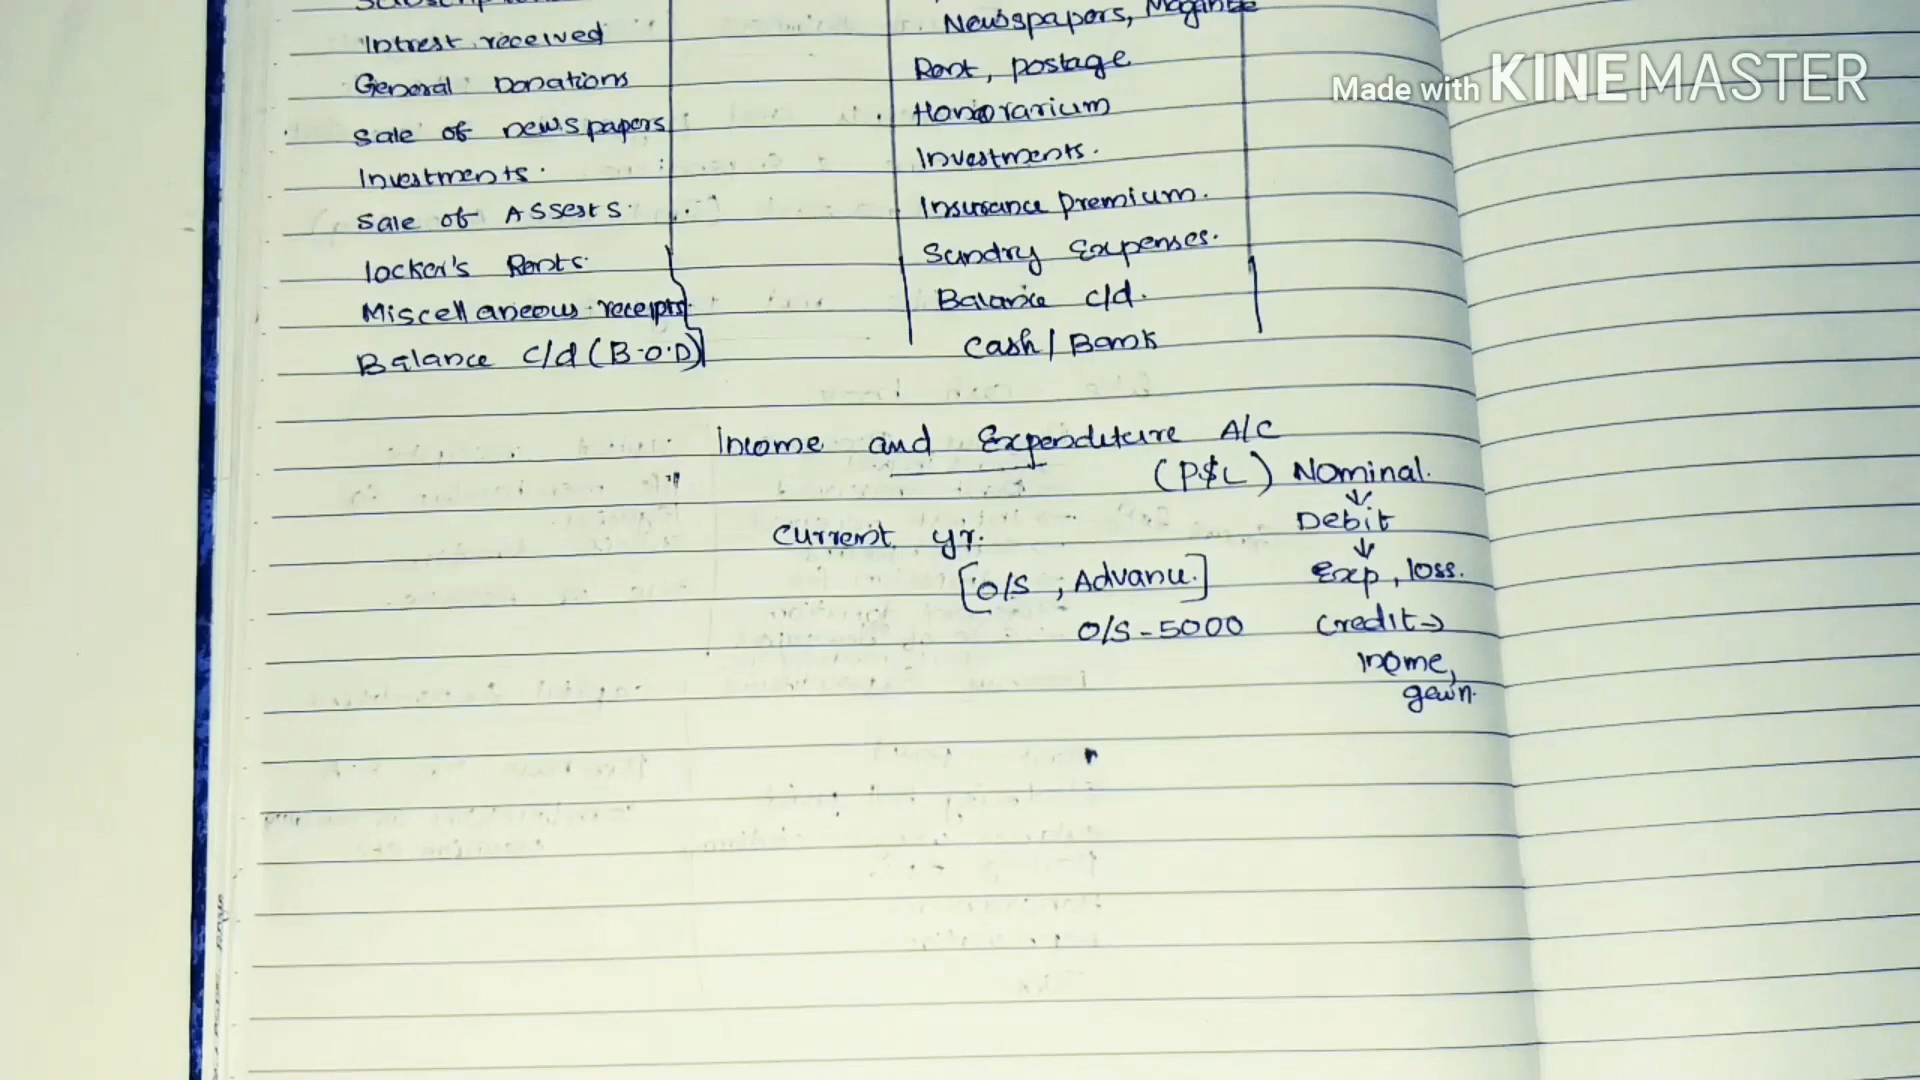 Intrest received
General Donations
Sale of newspapers
Investments.
Sale of Assests.
locker's Rents.
Miscellaneous receipts.
Balance c/d (B.O.D)
Newspapers,
Rent, postage
Honorarium
Investments.
Insurance premium.
Sundry Expenses.
Balance c/d.
Cash/Bank
Made with KINEMASTER
Income and Expenditure A/C
(P&L) Nominal.
Debit
Current yr.
[O/S, Advance.]
Exp, loss.
O/S - 5000
Credit →
Income,
gain.